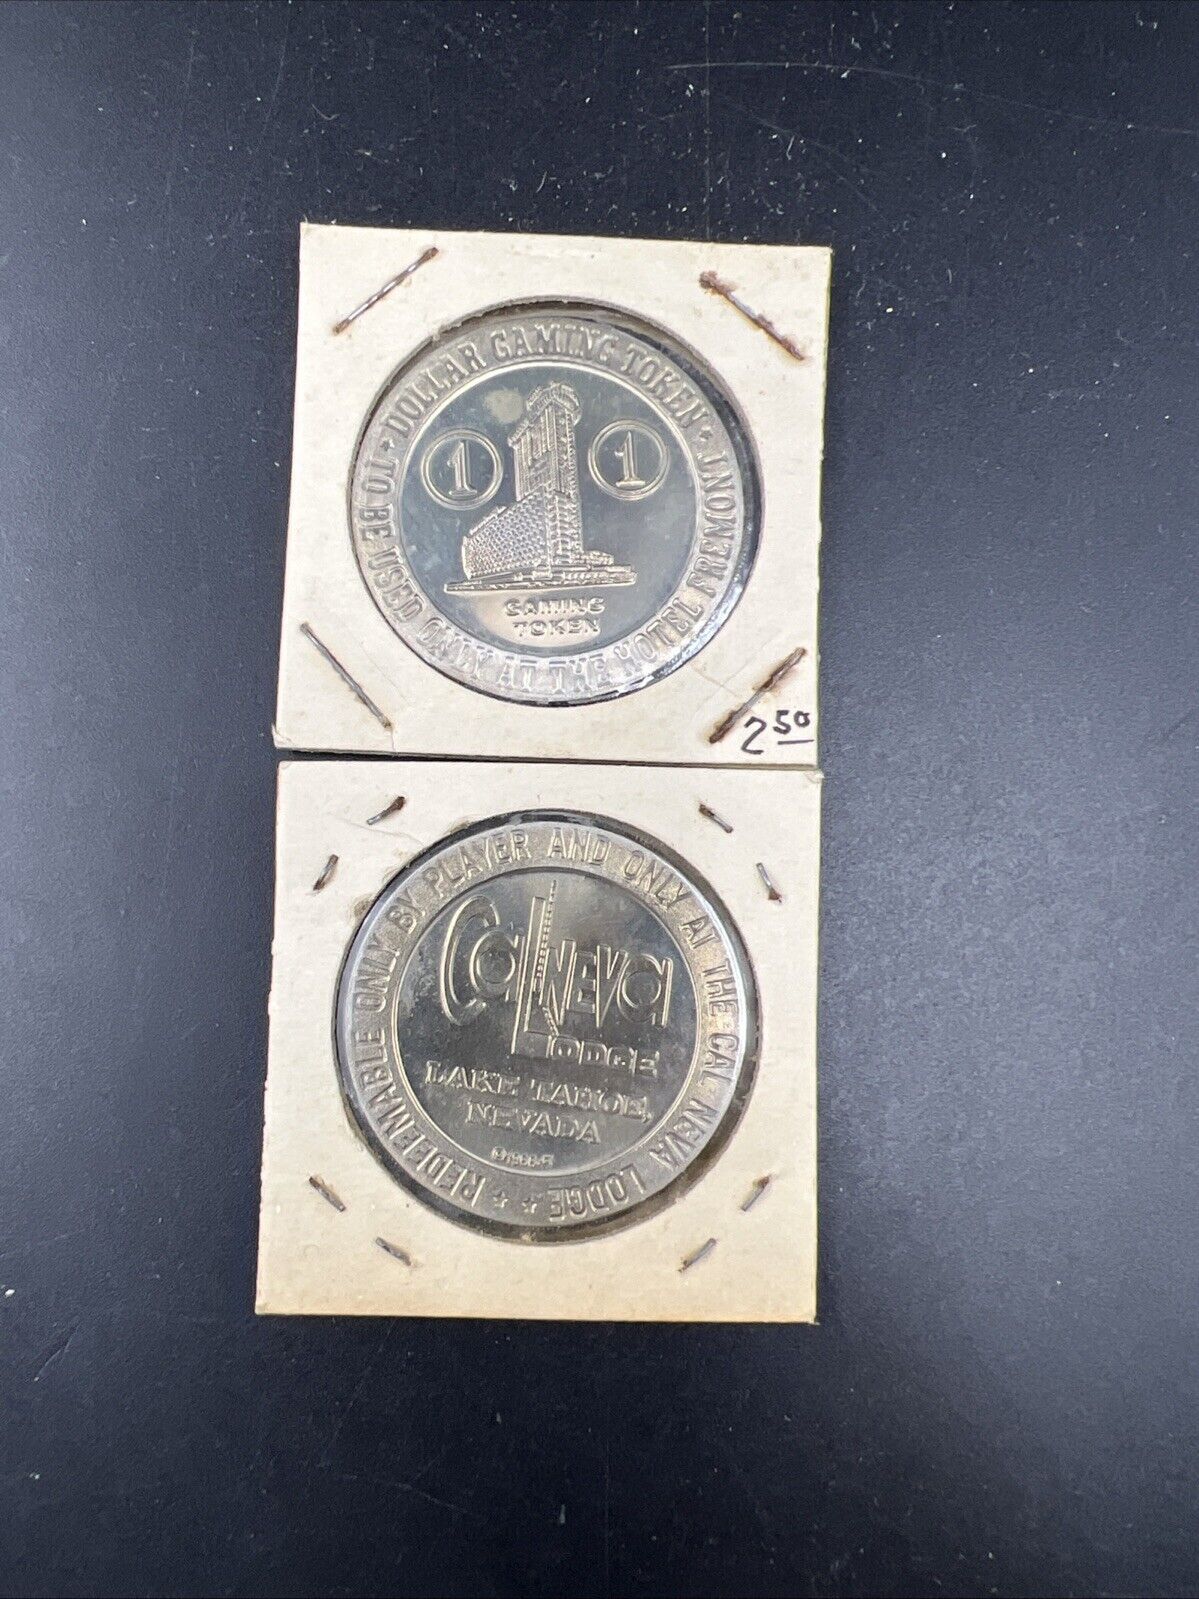 · DOLLAR GAMING TOKEN ·
TO BE USED ONLY AT THE HOTEL FREMONT
1 1
GAMING
TOKEN
2 50
REDEEMABLE ONLY BY PLAYER AND ONLY AT THE CAL NEVA LODGE
Cal Neva
LODGE
LAKE TAHOE,
NEVADA